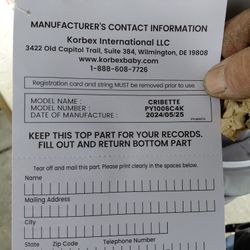 MANUFACTURER'S CONTACT INFORMATION
Korbex International LLC
3422 Old Capitol Trail, Suite 384, Wilmington, DE 19808
www.korbexbaby.com
1-888-608-7726
Registration card and string MUST be removed prior to use.
MODEL NAME : CRIBETTE
MODEL NUMBER : PY1006C4K
DATE OF MANUFACTURE : 2024/05/25
KEEP THIS TOP PART FOR YOUR RECORDS.
FILL OUT AND RETURN BOTTOM PART
Tear off and mail this part. Please print clearly in the spaces below.
Name
Mailing Address
City
State Zip Code Telephone Number